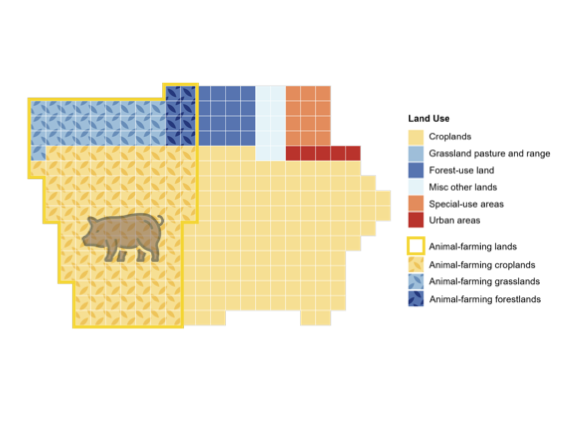 Land Use
Croplands
Grassland pasture and range
Forest-use land
Misc other lands
Special-use areas
Urban areas
Animal-farming lands
Animal-farming croplands
Animal-farming grasslands
Animal-farming forestlands